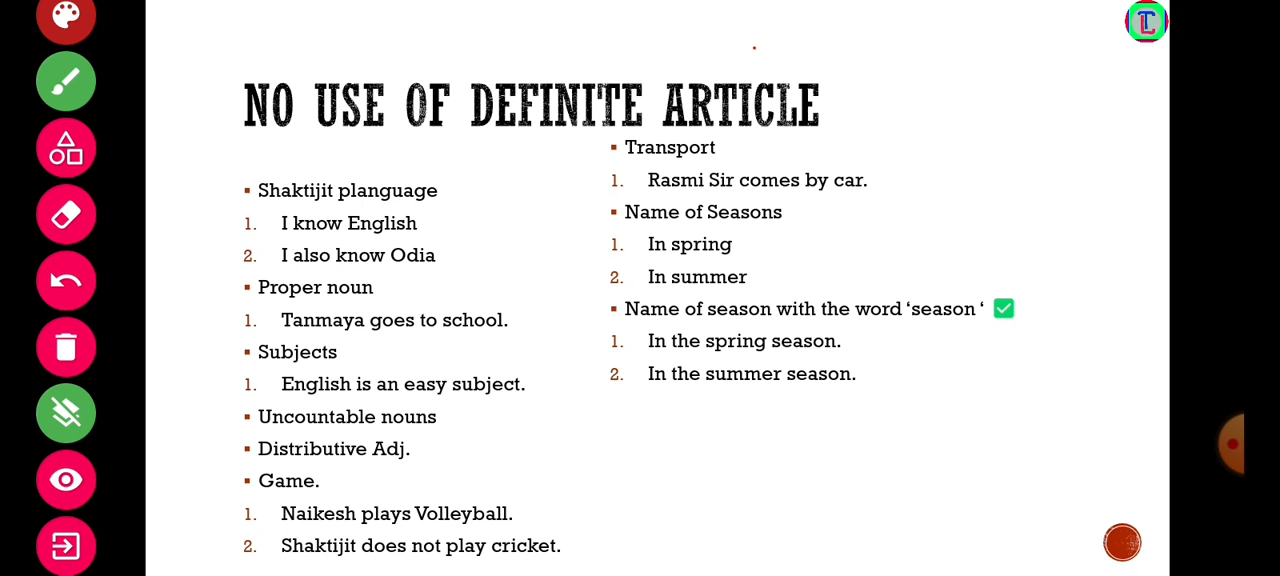 NO USE OF DEFINITE ARTICLE
▪ Shaktijit planguage
1. I know English
2. I also know Odia
▪ Proper noun
1. Tanmaya goes to school.
▪ Subjects
1. English is an easy subject.
▪ Uncountable nouns
▪ Distributive Adj.
▪ Game.
1. Naikesh plays Volleyball.
2. Shaktijit does not play cricket.
▪ Transport
1. Rasmi Sir comes by car.
▪ Name of Seasons
1. In spring
2. In summer
▪ Name of season with the word ‘season ‘ ✅
1. In the spring season.
2. In the summer season.
TL